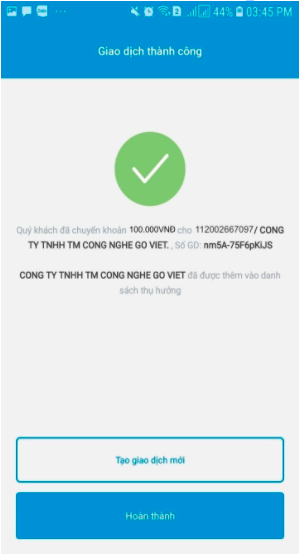 44% 03:45 PM
Giao dịch thành công
Quý khách đã chuyển khoản 100.000VNĐ cho 112002667097/ CONG
TY TNHH TM CONG NGHE GO VIET. , Số GD: nm5A-75F6pKiJS
CONG TY TNHH TM CONG NGHE GO VIET đã được thêm vào danh
sách thụ hưởng
Tạo giao dịch mới
Hoàn thành